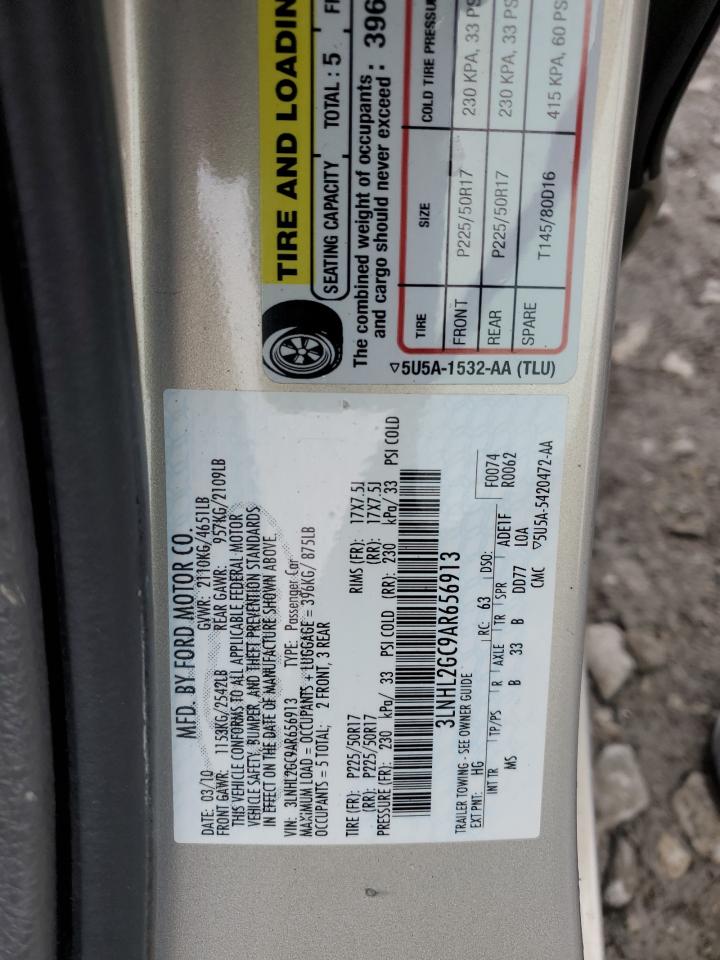 MFD. BY FORD MOTOR CO.
DATE: 03/10 GVWR: 2110KG/4651LB
FRONT GAWR: 1153KG/2542LB REAR GAWR: 957KG/2109LB
THIS VEHICLE CONFORMS TO ALL APPLICABLE FEDERAL MOTOR
VEHICLE SAFETY, BUMPER, AND THEFT PREVENTION STANDARDS
IN EFFECT ON THE DATE OF MANUFACTURE SHOWN ABOVE.
VIN: 3LNHL2GC9AR656913 TYPE: Passenger Car
MAXIMUM LOAD = OCCUPANTS + LUGGAGE = 396KG/ 875LB
OCCUPANTS = 5 TOTAL; 2 FRONT, 3 REAR
TIRE (FR): P225/50R17 RIMS (FR): 17X7.5J
(RR): P225/50R17 (RR): 17X7.5J
PRESSURE (FR): 230 kPa/ 33 PSI COLD (RR): 230 kPa/ 33 PSI COLD
3LNHL2GC9AR656913
TRAILER TOWING - SEE OWNER GUIDE
EXT PNT: HG RC: 63 DSO: F0074
R0062
INT TR TP/PS R AXLE TR SPR ADETF
MS B 33 B DD77 LOA
CMC ▽5U5A-5420472-AA
TIRE AND LOADIN
SEATING CAPACITY TOTAL : 5 F
The combined weight of occupants
and cargo should never exceed : 396
TIRE SIZE COLD TIRE PRESSUR
FRONT P225/50R17 230 KPA, 33 PS
REAR P225/50R17 230 KPA, 33 PS
SPARE T145/80D16 415 KPA, 60 PS
▽5U5A-1532-AA (TLU)